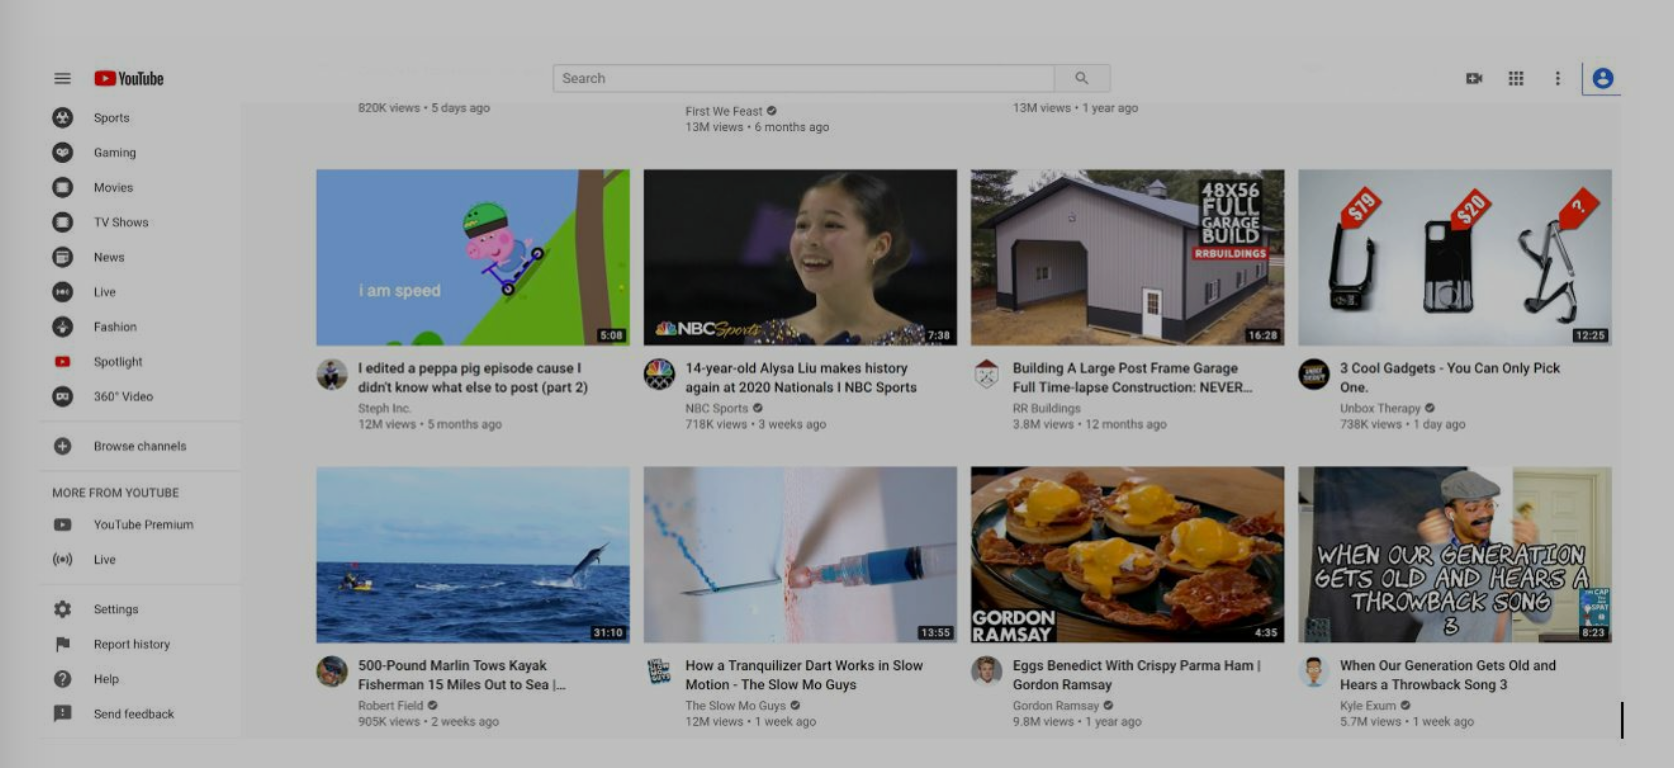 YouTube
Search
Sports
Gaming
Movies
TV Shows
News
Live
Fashion
Spotlight
360° Video
Browse channels
MORE FROM YOUTUBE
YouTube Premium
Live
Settings
Report history
Help
Send feedback
820K views • 5 days ago
First We Feast
13M views • 6 months ago
13M views • 1 year ago
i am speed
5:08
NBC Sports
7:38
48X56
FULL
GARAGE
BUILD
RRBUILDINGS
16:28
$79
$20
?
12:25
I edited a peppa pig episode cause I
didn't know what else to post (part 2)
Steph Inc.
12M views • 5 months ago
14-year-old Alysa Liu makes history
again at 2020 Nationals I NBC Sports
NBC Sports
718K views • 3 weeks ago
Building A Large Post Frame Garage
Full Time-lapse Construction: NEVER...
RR Buildings
3.8M views • 12 months ago
3 Cool Gadgets - You Can Only Pick
One.
Unbox Therapy
738K views • 1 day ago
31:10
13:55
GORDON
RAMSAY
4:35
WHEN OUR GENERATION
GETS OLD AND HEARS A
THROWBACK SONG
3
8:23
500-Pound Marlin Tows Kayak
Fisherman 15 Miles Out to Sea |...
Robert Field
905K views • 2 weeks ago
How a Tranquilizer Dart Works in Slow
Motion - The Slow Mo Guys
The Slow Mo Guys
12M views • 1 week ago
Eggs Benedict With Crispy Parma Ham |
Gordon Ramsay
Gordon Ramsay
9.8M views • 1 year ago
When Our Generation Gets Old and
Hears a Throwback Song 3
Kyle Exum
5.7M views • 1 week ago